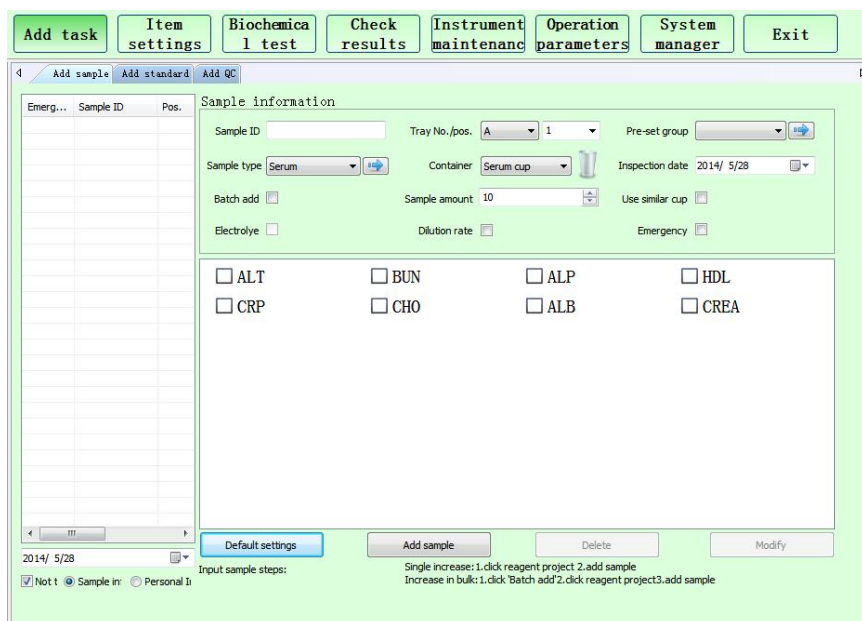 Add task
Item settings
Biochemica l test
Check results
Instrument maintenanc
Operation parameters
System manager
Exit
Add sample Add standard Add QC
Emerg... Sample ID Pos.
Sample information
Sample ID Tray No./pos. A 1 Pre-set group
Sample type Serum Container Serum cup Inspection date 2014/ 5/28
Batch add Sample amount 10 Use similar cup
Electrolye Dilution rate Emergency
ALT BUN ALP HDL
CRP CHO ALB CREA
Default settings Add sample Delete Modify
2014/ 5/28
Input sample steps:
Single increase:1.click reagent project 2.add sample
Increase in bulk:1.click 'Batch add'2.click reagent project3.add sample
Not t Sample in Personal I